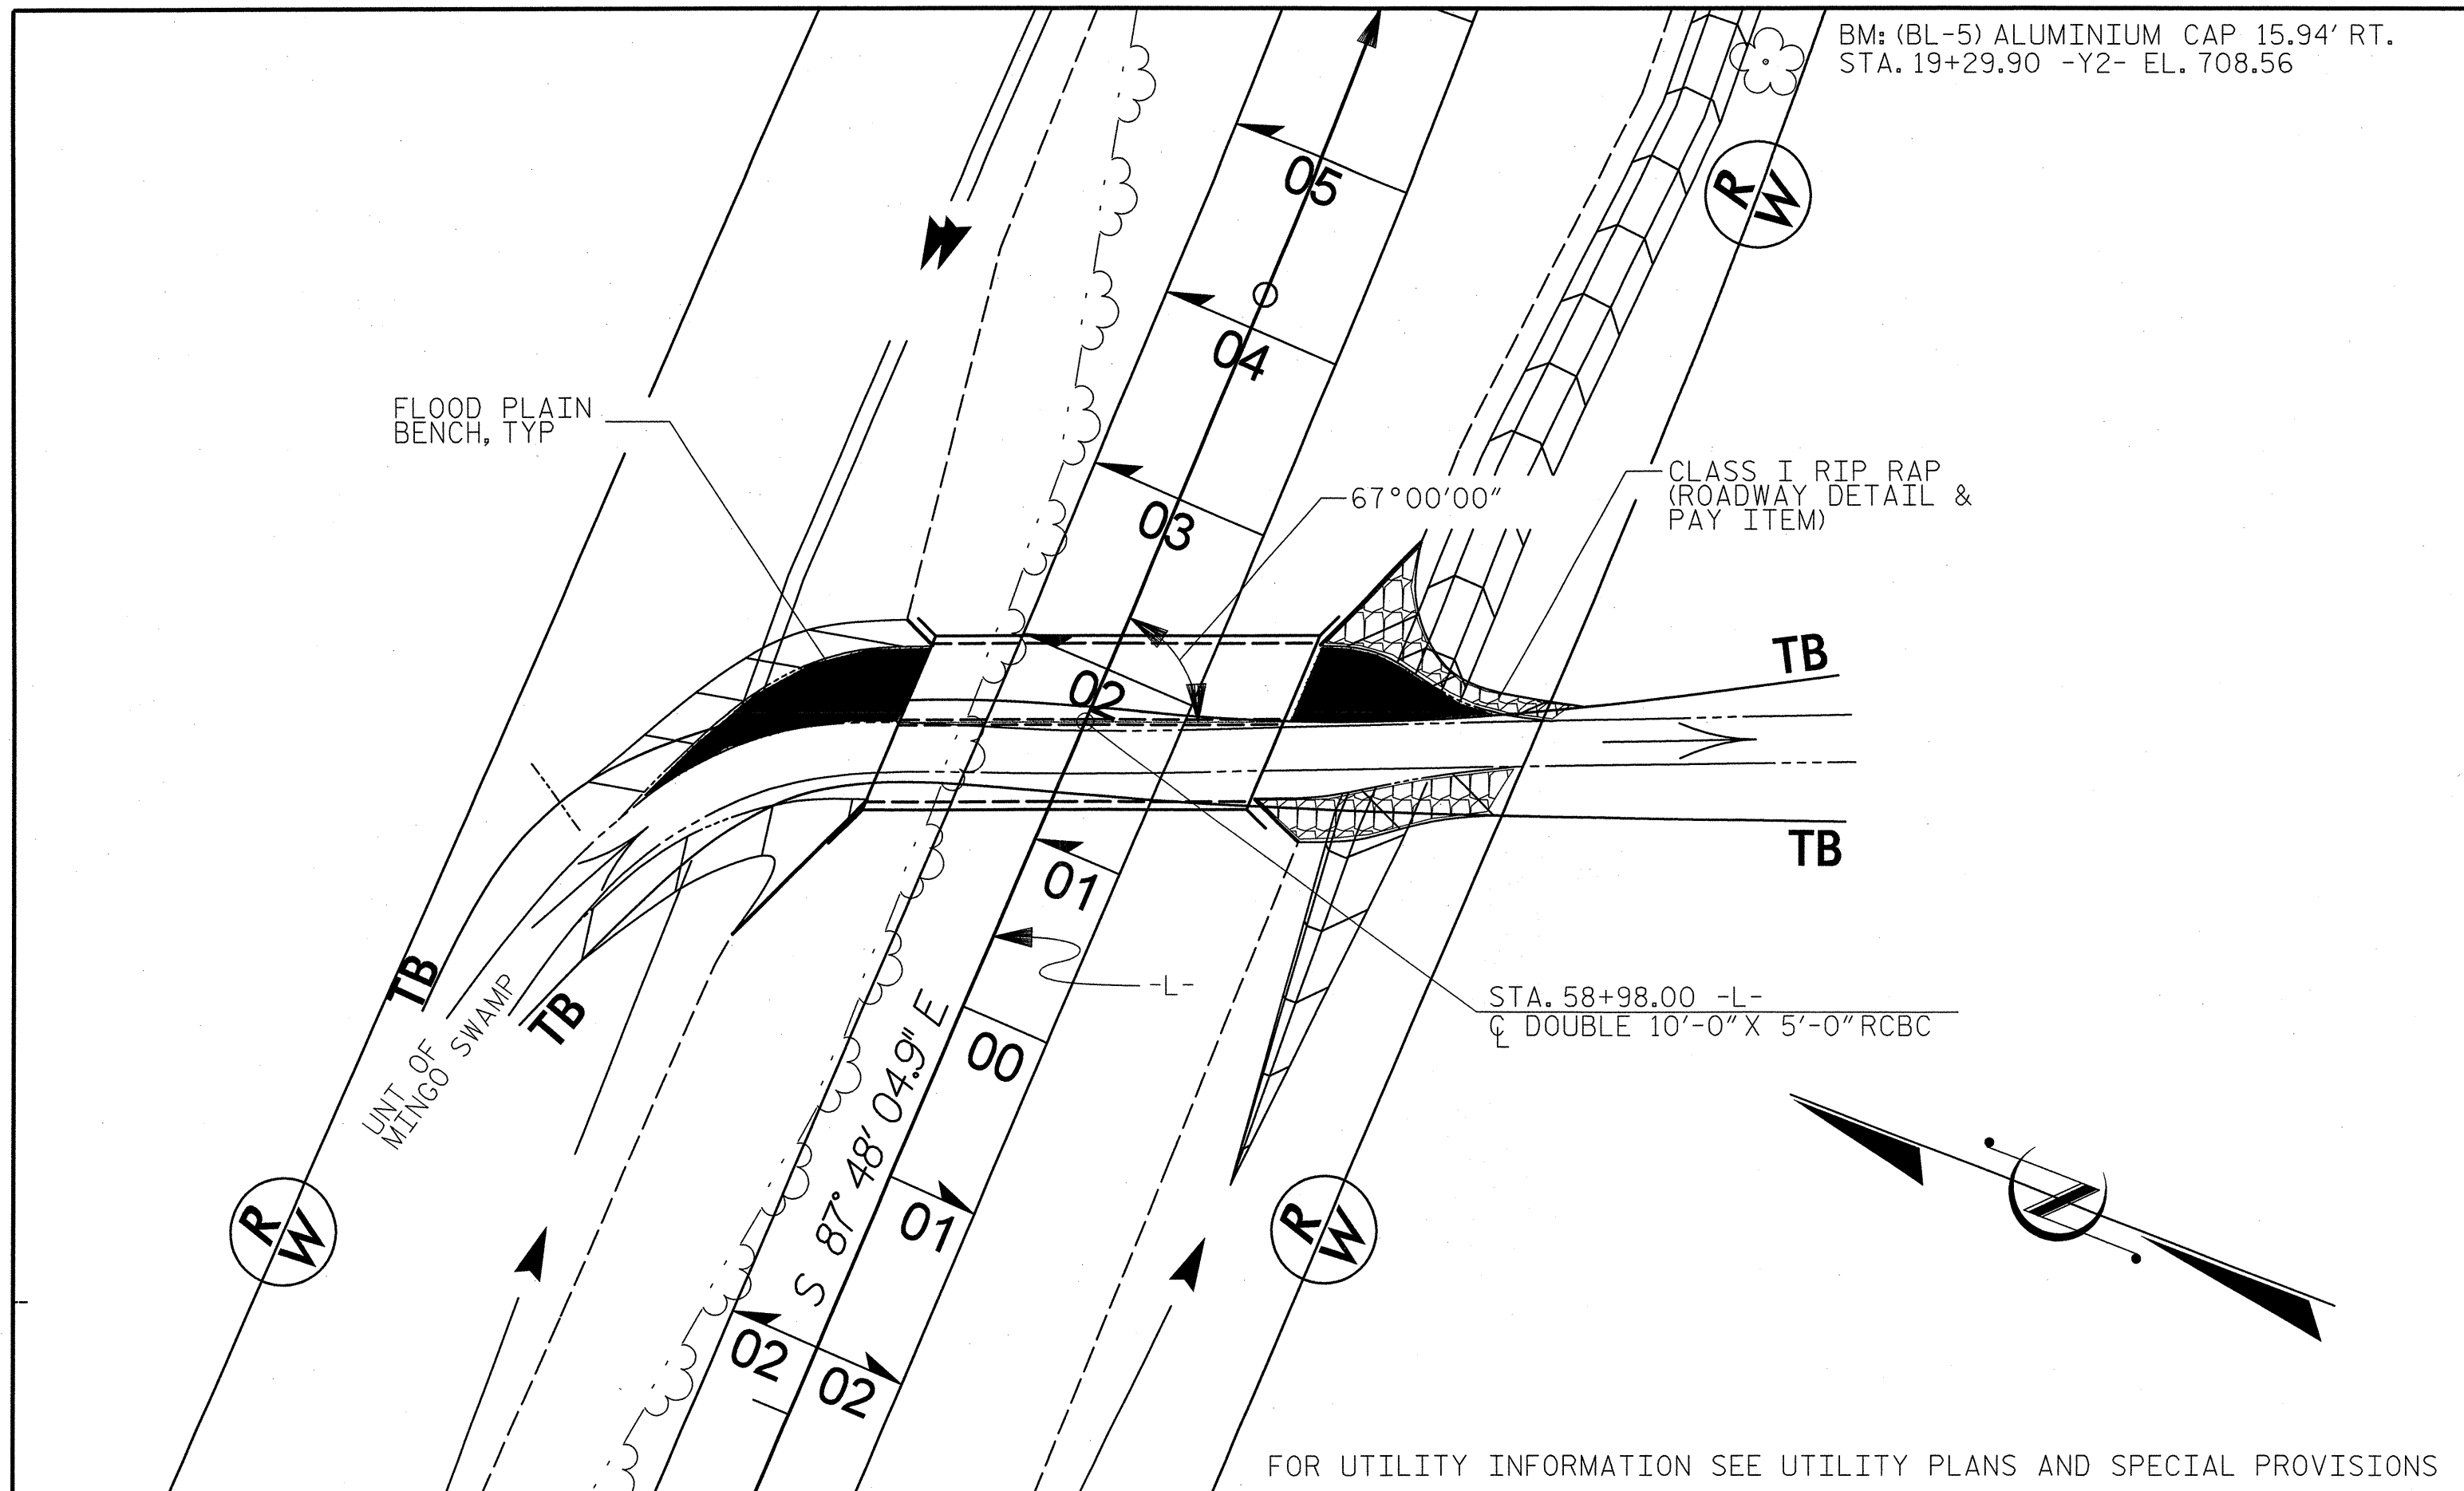 BM: (BL-5) ALUMINIUM CAP 15.94' RT.
STA. 19+29.90 -Y2- EL. 708.56
05
R/W
04
FLOOD PLAIN
BENCH, TYP
CLASS I RIP RAP
(ROADWAY DETAIL &
PAY ITEM)
67°00'00"
03
TB
02
TB
01
TB
TB
UNT OF
MINGO SWAMP
-L-
STA. 58+98.00 -L-
℄ DOUBLE 10'-0" X 5'-0" RCBC
00
S 87° 48' 04.9" E
01
R/W
R/W
Z
02
02
FOR UTILITY INFORMATION SEE UTILITY PLANS AND SPECIAL PROVISIONS